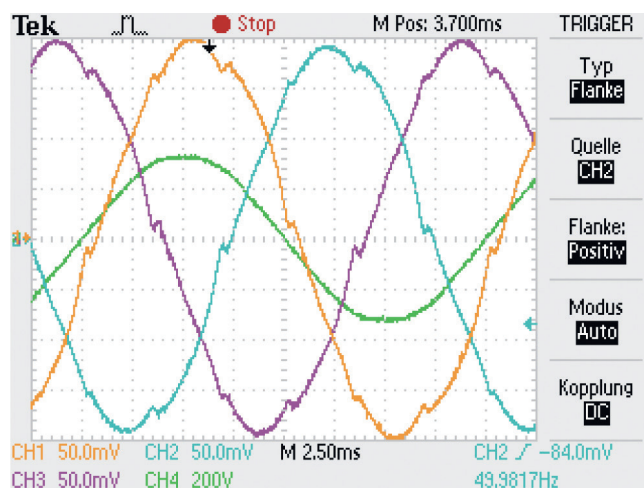 Tek Stop M Pos: 3.700ms TRIGGER
Typ
Flanke
Quelle
CH2
Flanke:
Positiv
Modus
Auto
Kopplung
DC
CH1 50.0mV CH2 50.0mV M 2.50ms CH2 -84.0mV
CH3 50.0mV CH4 200V 49.9817Hz